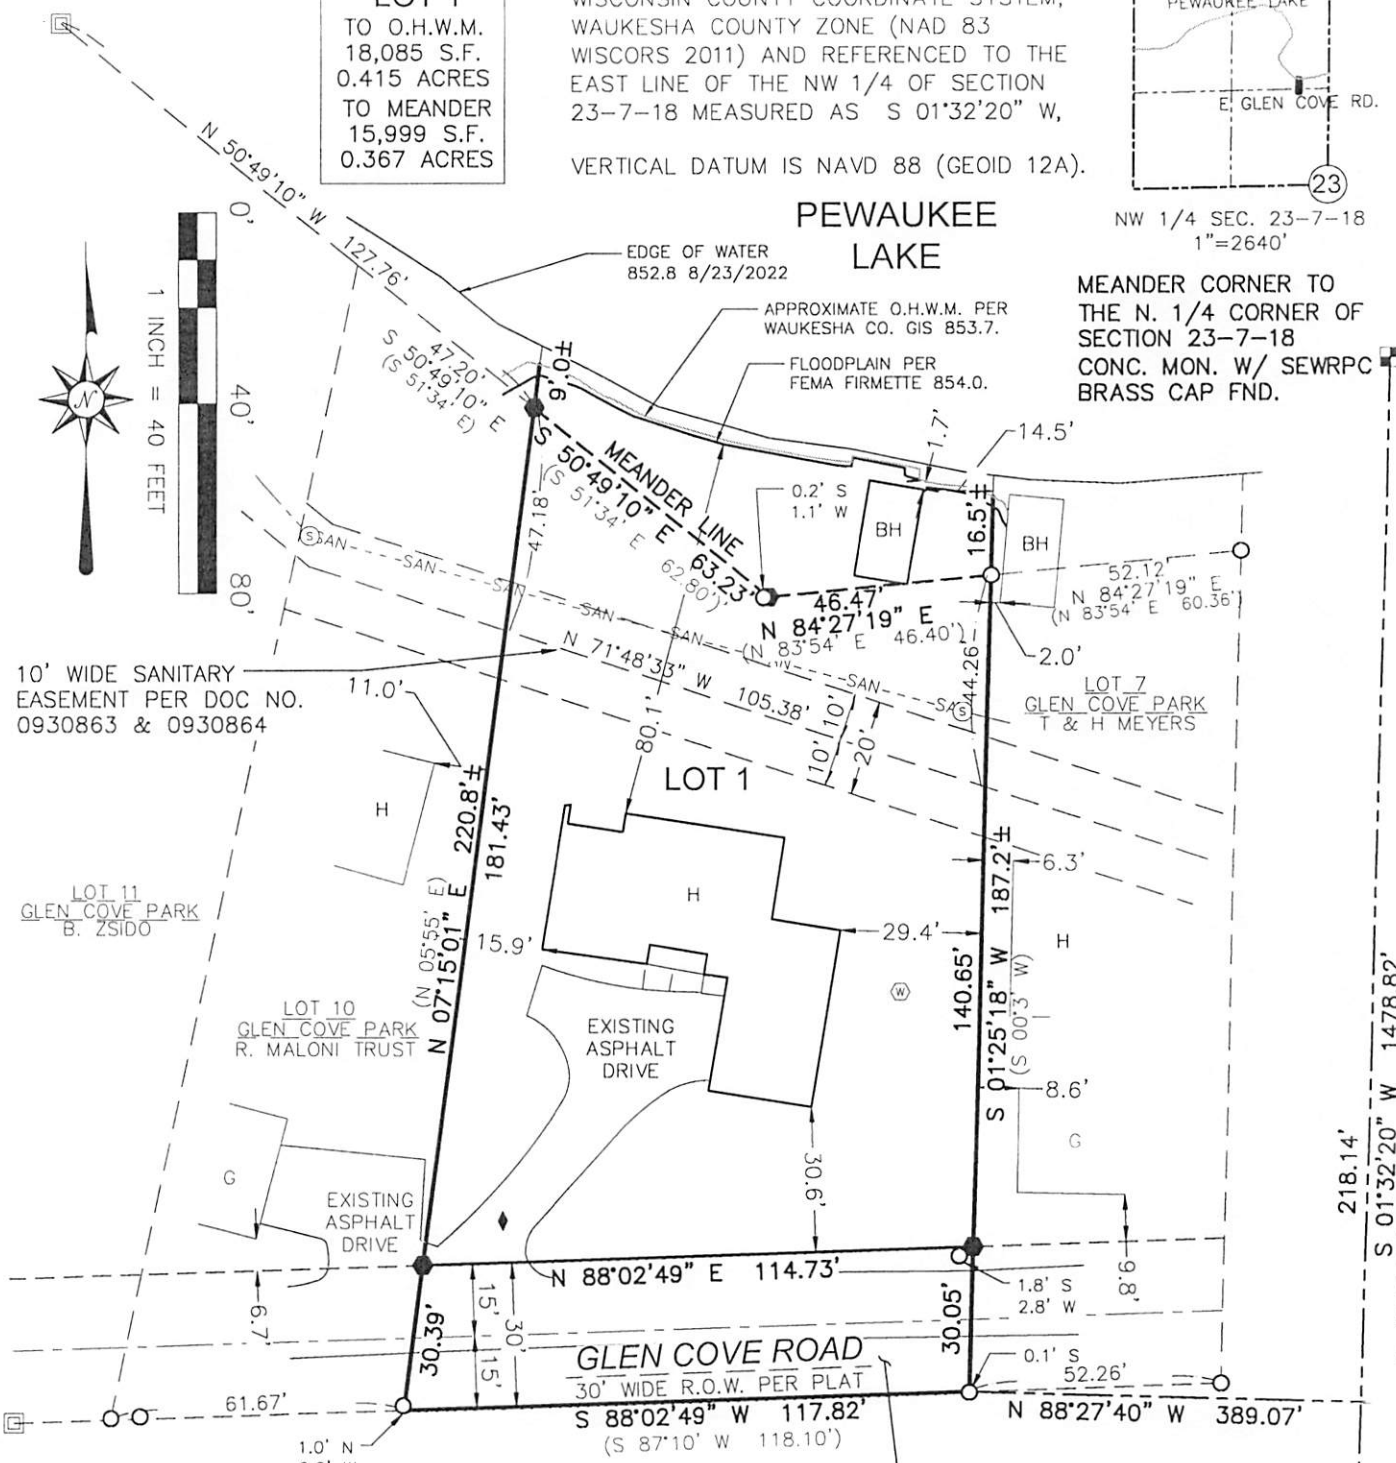 LOT 1
TO O.H.W.M.
18,085 S.F.
0.415 ACRES
TO MEANDER
15,999 S.F.
0.367 ACRES
WISCONSIN COUNTY COORDINATE SYSTEM,
WAUKESHA COUNTY ZONE (NAD 83
WISCORS 2011) AND REFERENCED TO THE
EAST LINE OF THE NW 1/4 OF SECTION
23-7-18 MEASURED AS S 01°32'20" W,
VERTICAL DATUM IS NAVD 88 (GEOID 12A).
PEWAUKEE LAKE
E GLEN COVE RD.
23
NW 1/4 SEC. 23-7-18
1"=2640'
PEWAUKEE
LAKE
MEANDER CORNER TO
THE N. 1/4 CORNER OF
SECTION 23-7-18
CONC. MON. W/ SEWRPC
BRASS CAP FND.
N 50°49'10" W 127.76'
0'
40'
80'
1 INCH = 40 FEET
N
EDGE OF WATER
852.8 8/23/2022
APPROXIMATE O.H.W.M. PER
WAUKESHA CO. GIS 853.7.
FLOODPLAIN PER
FEMA FIRMETTE 854.0.
47.20'
S 50°49'10" E
(S 51°34' E)
9.0'±
MEANDER LINE
S 50°49'10" E 63.23'
(S 51°34' E 62.80')
47.18'
1.7'
14.5'
0.2' S
1.1' W
BH
16.5'±
BH
46.47'
N 84°27'19" E
(N 83°54' E 46.40')
52.12'
N 84°27'19" E
(N 83°54' E 60.36')
2.0'
S
SAN
SAN
SAN
SAN
SAN
SAN
S
N 71°48'33" W 105.38'
44.26'
10' WIDE SANITARY
EASEMENT PER DOC NO.
0930863 & 0930864
11.0'
LOT 7
GLEN COVE PARK
T & H MEYERS
80.1'
10'
10'
20'
LOT 1
H
H
220.8'±
181.43'
N 07°15'01" E
(N 05°55' E)
187.2'±
6.3'
LOT 11
GLEN COVE PARK
B. ZSIDO
15.9'
29.4'
H
W
140.65'
S 01°25'18" W
(S 00°3' W)
LOT 10
GLEN COVE PARK
R. MALONI TRUST
EXISTING
ASPHALT
DRIVE
8.6'
G
30.6'
G
EXISTING
ASPHALT
DRIVE
218.14'
S 01°32'20" W 1478.82'
N 88°02'49" E 114.73'
1.8' S
2.8' W
9.8'
6.7'
15'
30'
15'
30.39'
30.05'
GLEN COVE ROAD
30' WIDE R.O.W. PER PLAT
0.1' S
52.26'
61.67'
S 88°02'49" W 117.82'
(S 87°10' W 118.10')
N 88°27'40" W 389.07'
1.0' N